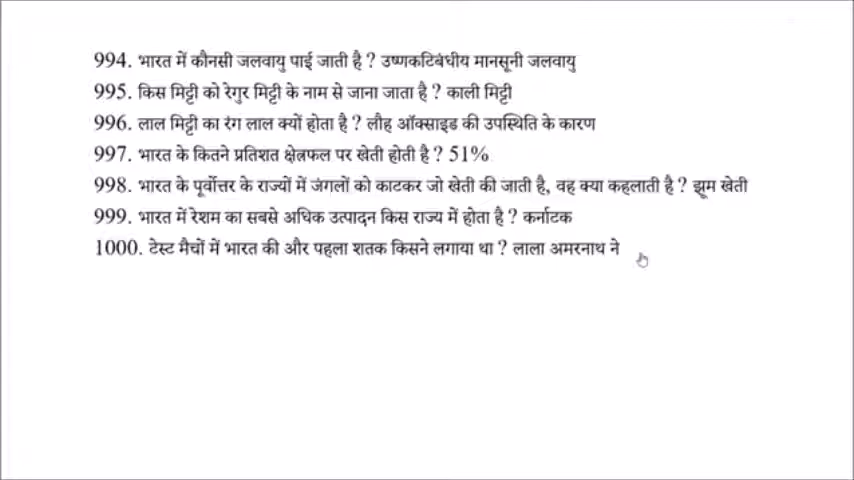 994. भारत में कौनसी जलवायु पाई जाती है ? उष्णकटिबंधीय मानसूनी जलवायु
995. किस मिट्टी को रेगुर मिट्टी के नाम से जाना जाता है ? काली मिट्टी
996. लाल मिट्टी का रंग लाल क्यों होता है ? लौह ऑक्साइड की उपस्थिति के कारण
997. भारत के कितने प्रतिशत क्षेत्रफल पर खेती होती है ? 51%
998. भारत के पूर्वोत्तर के राज्यों में जंगलों को काटकर जो खेती की जाती है, वह क्या कहलाती है ? झूम खेती
999. भारत में रेशम का सबसे अधिक उत्पादन किस राज्य में होता है ? कर्नाटक
1000. टेस्ट मैचों में भारत की और पहला शतक किसने लगाया था ? लाला अमरनाथ ने